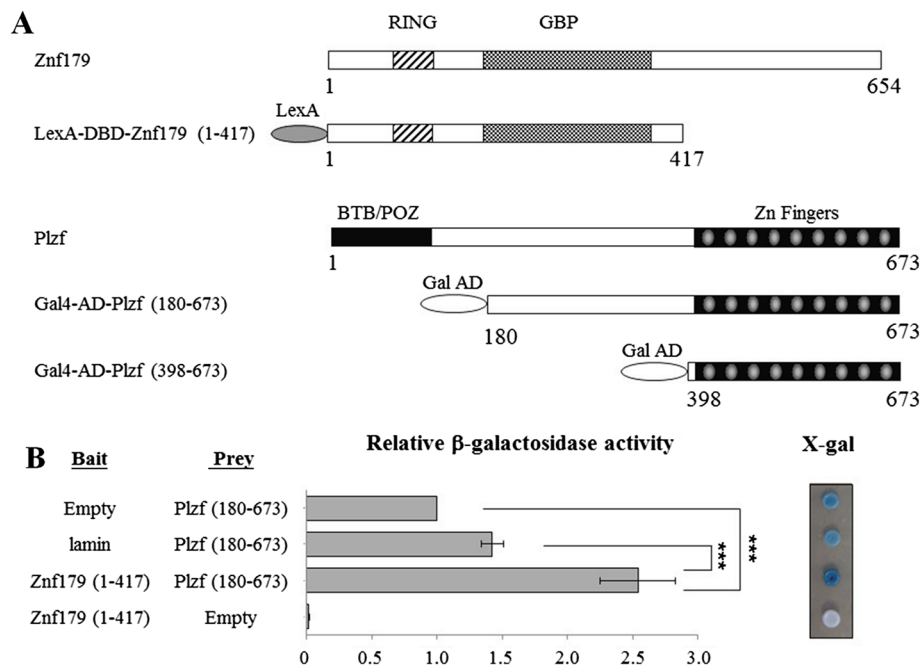 A
RING GBP
Znf179
1 654
LexA
LexA-DBD-Znf179 (1-417)
1 417
BTB/POZ Zn Fingers
Plzf
1 673
Gal AD
Gal4-AD-Plzf (180-673)
180 673
Gal AD
Gal4-AD-Plzf (398-673)
398 673
B Bait Prey Relative β-galactosidase activity X-gal
Empty Plzf (180-673)
lamin Plzf (180-673)
Znf179 (1-417) Plzf (180-673)
*** ***
Znf179 (1-417) Empty
0 0.5 1.0 1.5 2.0 2.5 3.0